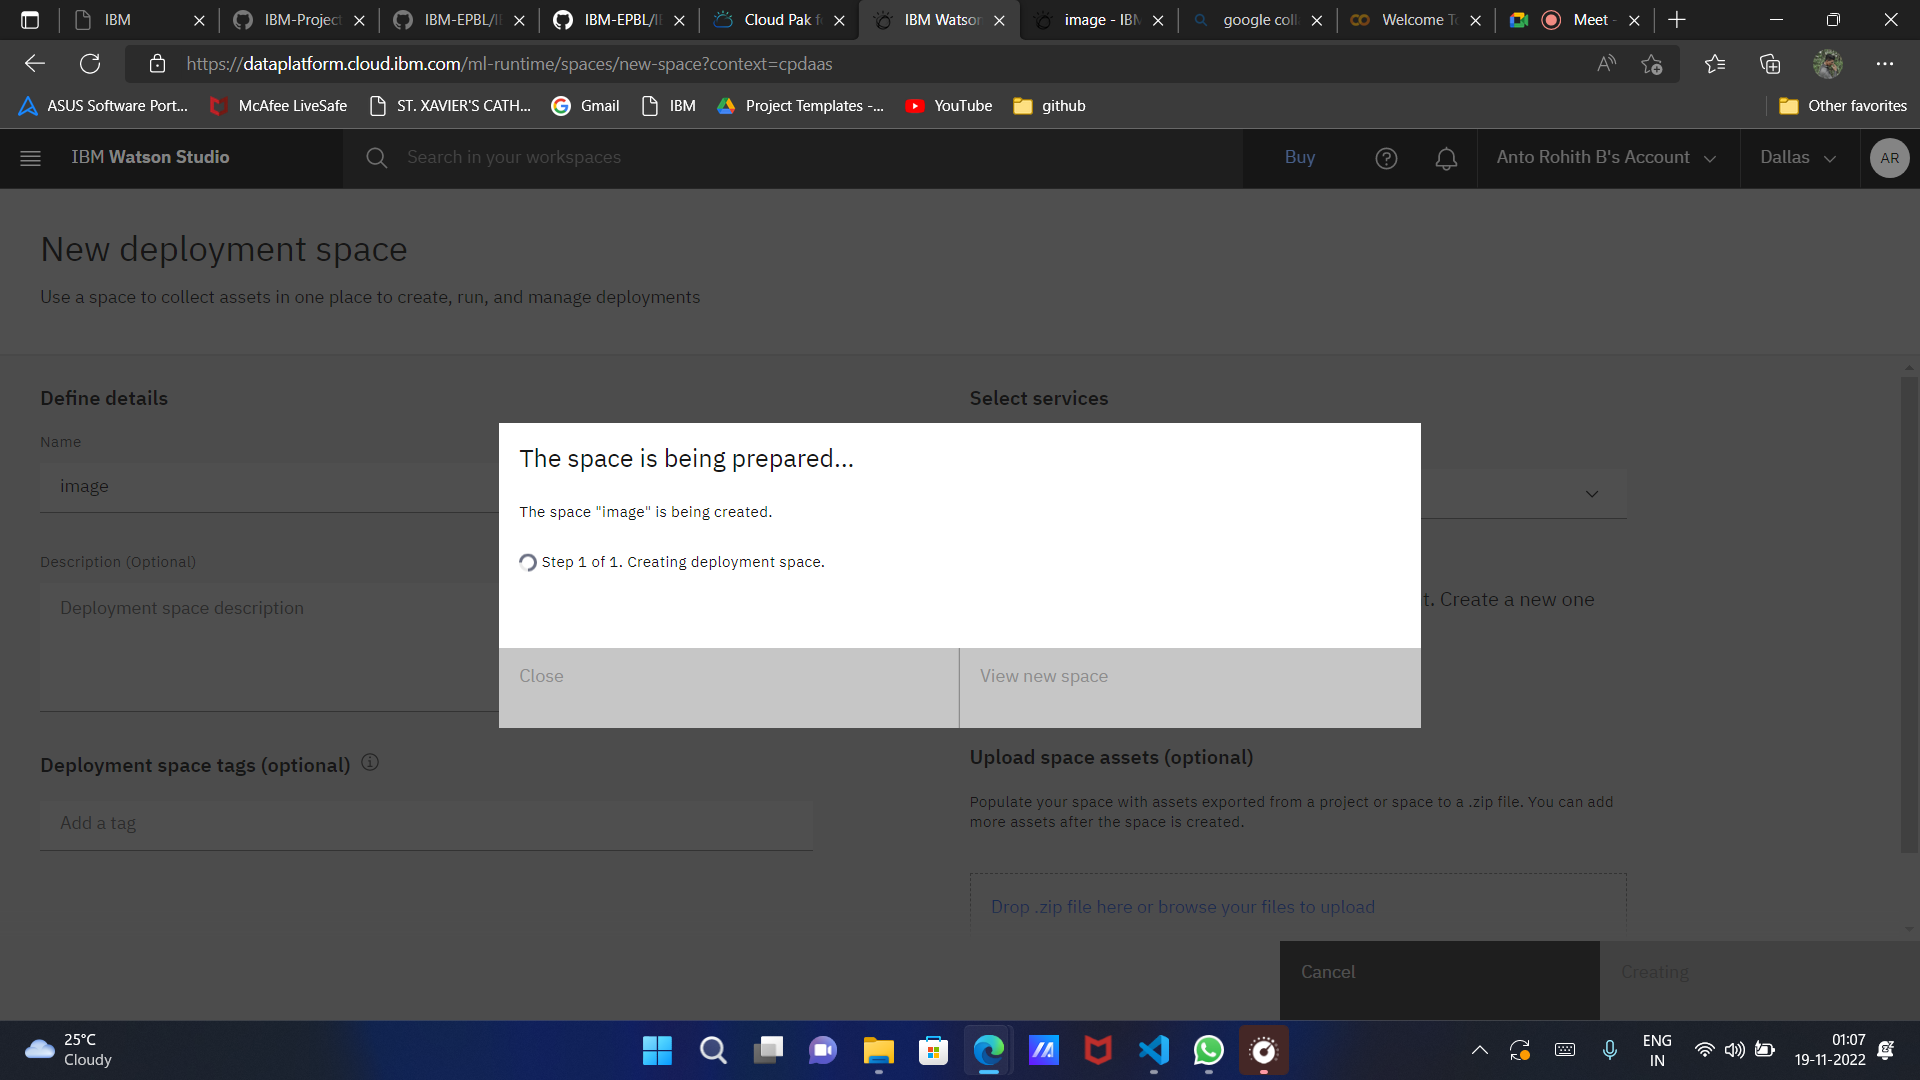 IBM
IBM-Project
IBM-EPBL/I
IBM-EPBL/I
Cloud Pak f
IBM Watson
image - IBM
google coll
Welcome To
Meet -
https://dataplatform.cloud.ibm.com/ml-runtime/spaces/new-space?context=cpdaas
ASUS Software Port...
McAfee LiveSafe
ST. XAVIER'S CATH...
Gmail
IBM
Project Templates -...
YouTube
github
Other favorites
IBM Watson Studio
Search in your workspaces
Buy
Anto Rohith B's Account
Dallas
AR
New deployment space
Use a space to collect assets in one place to create, run, and manage deployments
Define details
Select services
Name
image
The space is being prepared...
The space "image" is being created.
Step 1 of 1. Creating deployment space.
Close
View new space
Description (Optional)
Deployment space description
t. Create a new one
Deployment space tags (optional)
Add a tag
Upload space assets (optional)
Populate your space with assets exported from a project or space to a .zip file. You can add
more assets after the space is created.
Drop .zip file here or browse your files to upload
Cancel
Creating
25°C
Cloudy
ENG
IN
01:07
19-11-2022